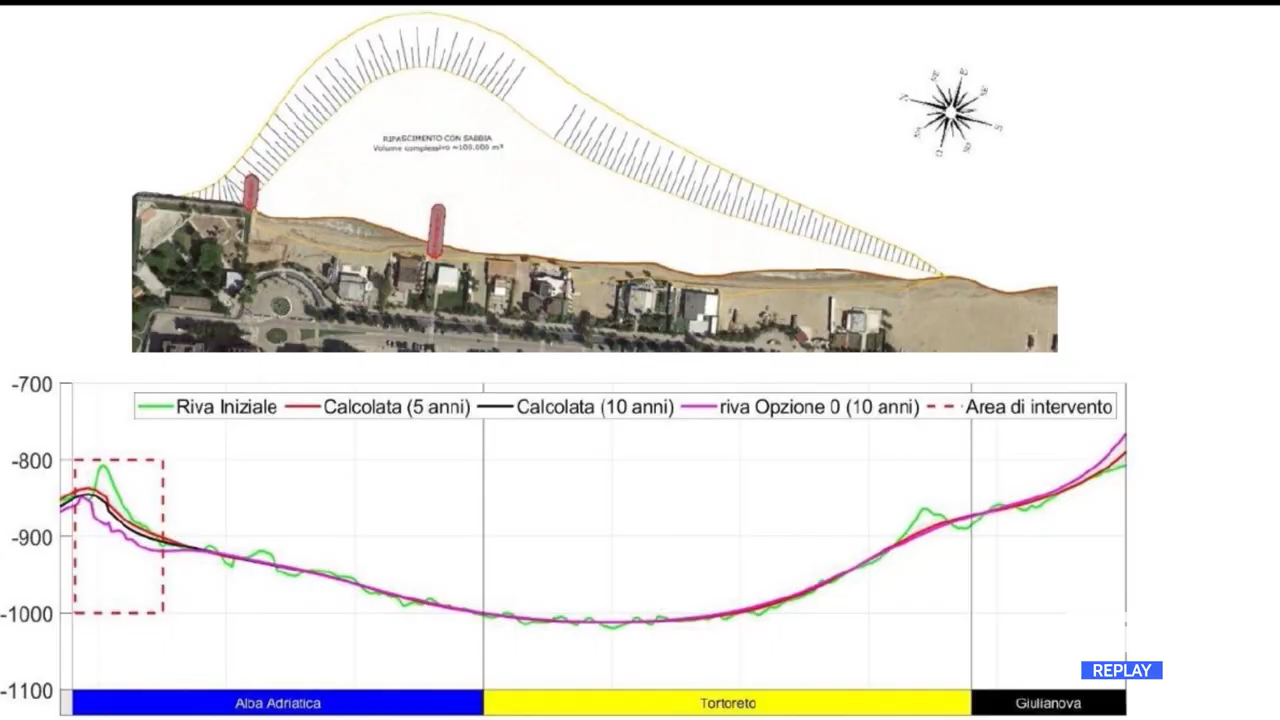 RIPASCIMENTO CON SABBIA
Volume complessivo ≈100.000 m³
-700
Riva Iniziale
Calcolata (5 anni)
Calcolata (10 anni)
riva Opzione 0 (10 anni)
Area di intervento
-800
-900
-1000
-1100
REPLAY
Alba Adriatica
Tortoreto
Giulianova